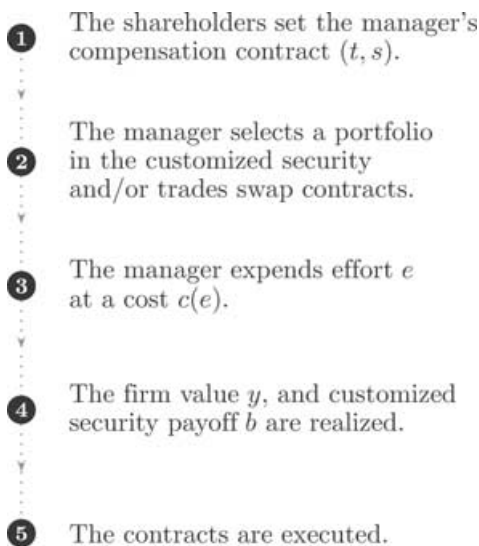 1 The shareholders set the manager's
compensation contract (t, s).
2 The manager selects a portfolio
in the customized security
and/or trades swap contracts.
3 The manager expends effort e
at a cost c(e).
4 The firm value y, and customized
security payoff b are realized.
5 The contracts are executed.